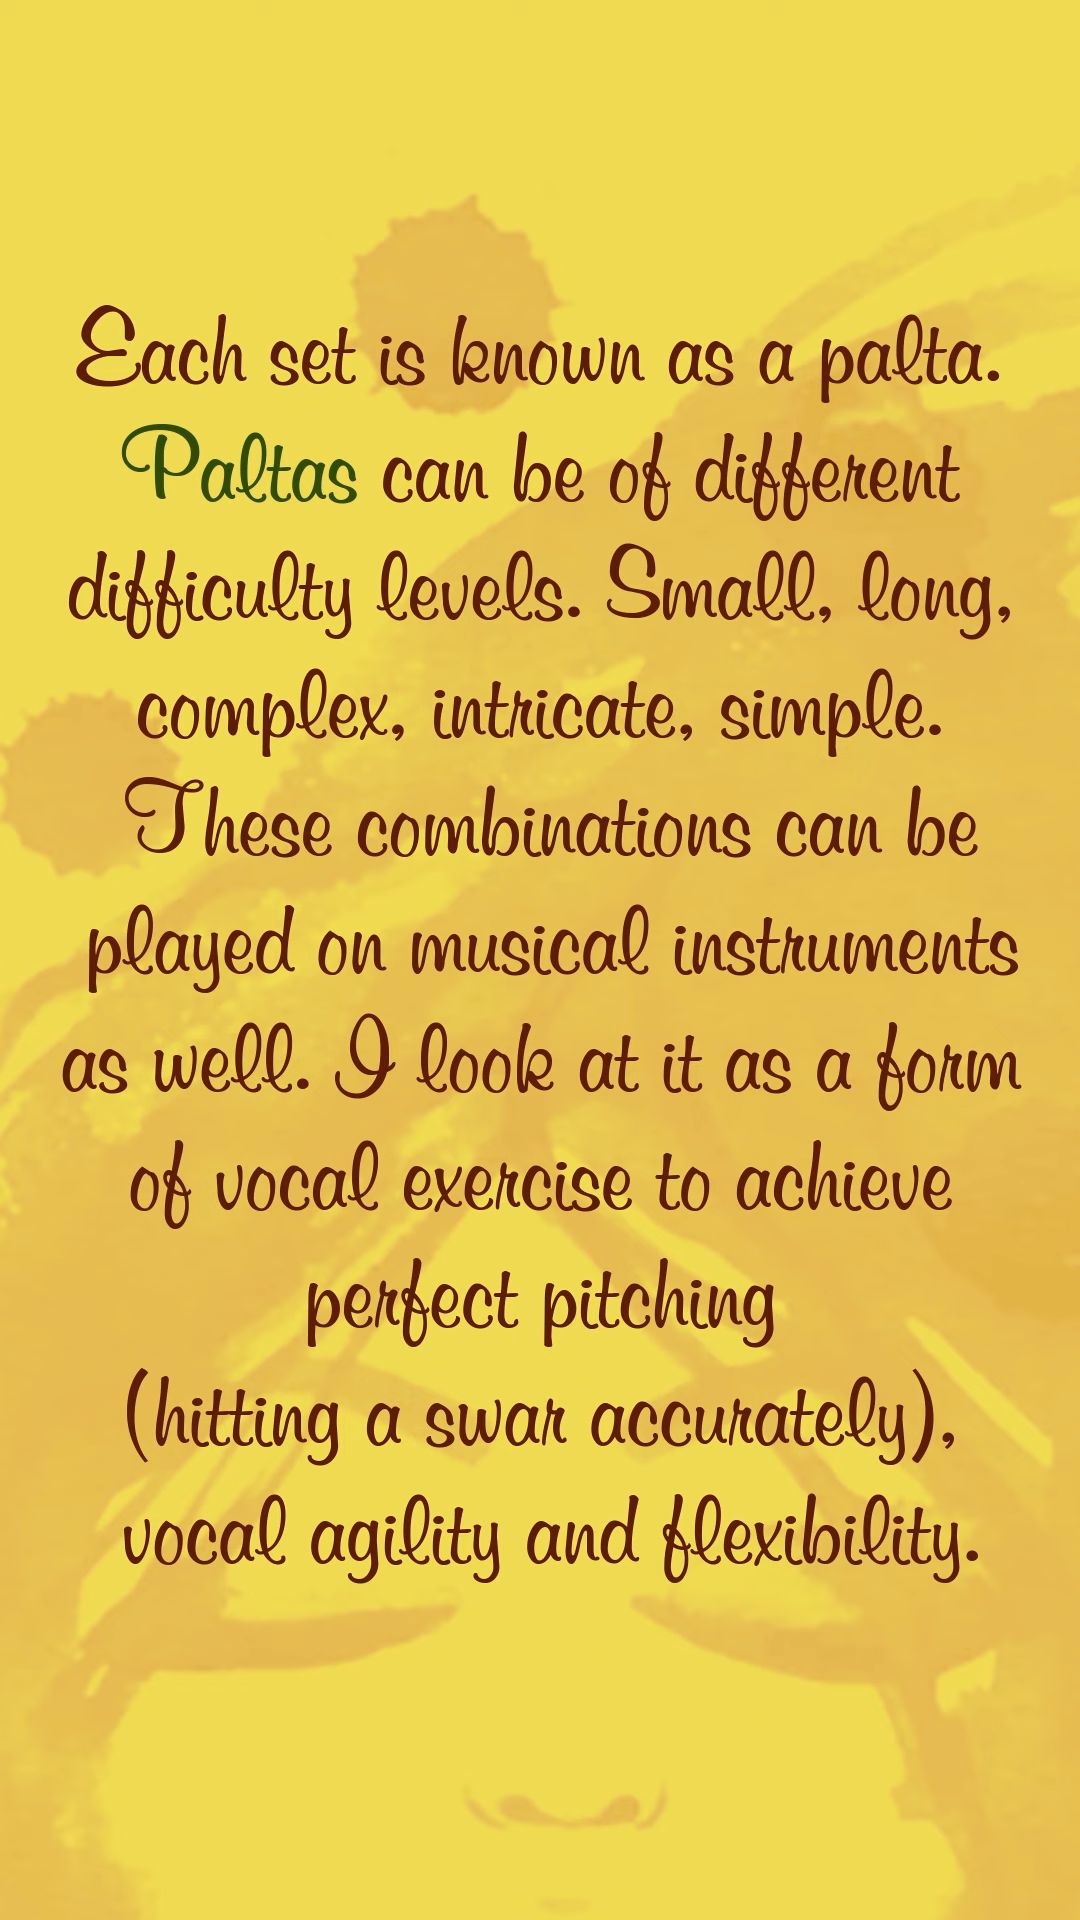 Each set is known as a palta.
Paltas can be of different
difficulty levels. Small, long,
complex, intricate, simple.
These combinations can be
played on musical instruments
as well. I look at it as a form
of vocal exercise to achieve
perfect pitching
(hitting a swar accurately),
vocal agility and flexibility.